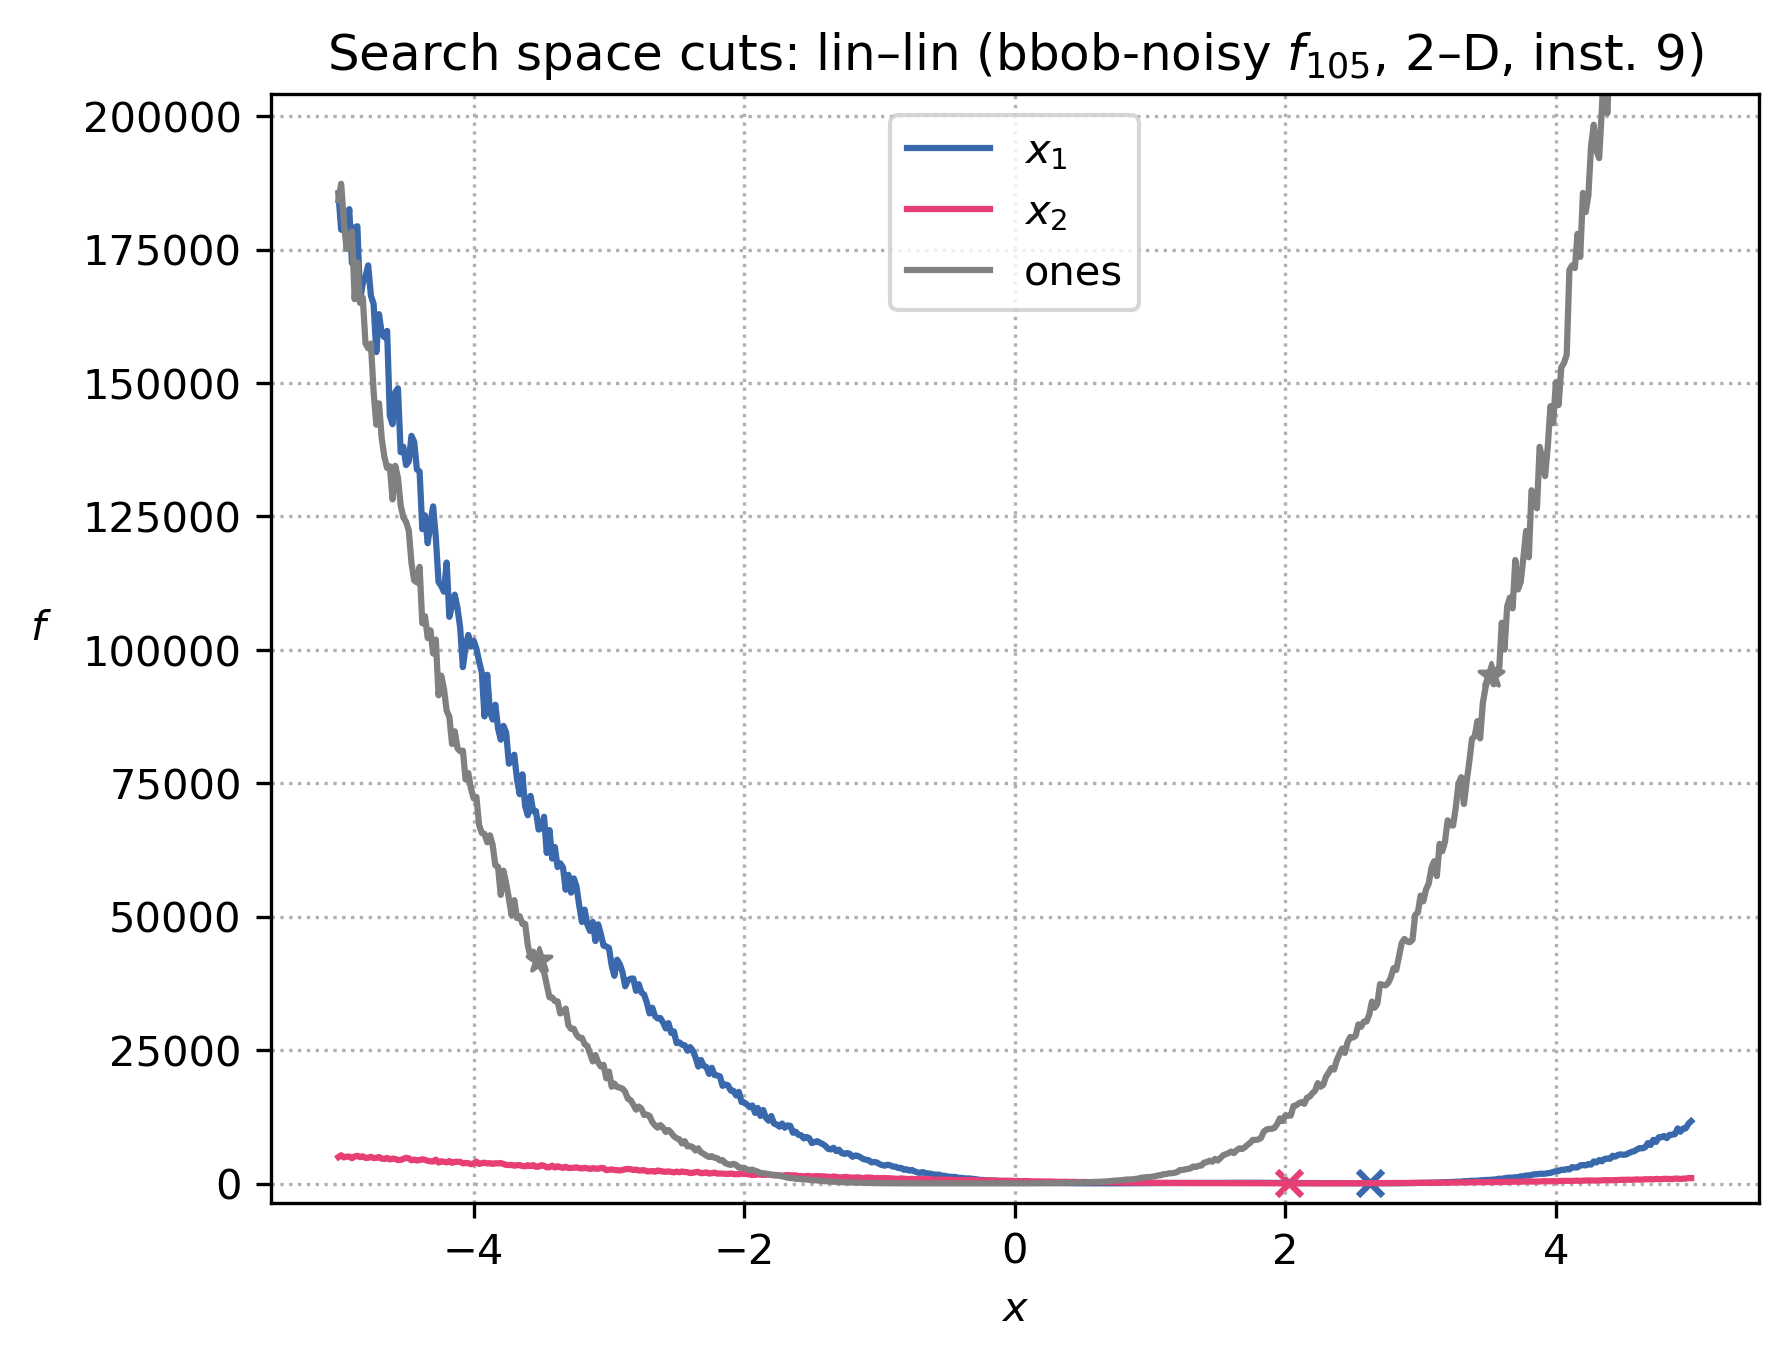 Search space cuts: lin–lin (bbob-noisy f₁₀₅, 2–D, inst. 9)
x₁
x₂
ones
200000
175000
150000
125000
100000
75000
50000
25000
0
f
−4 −2 0 2 4
x